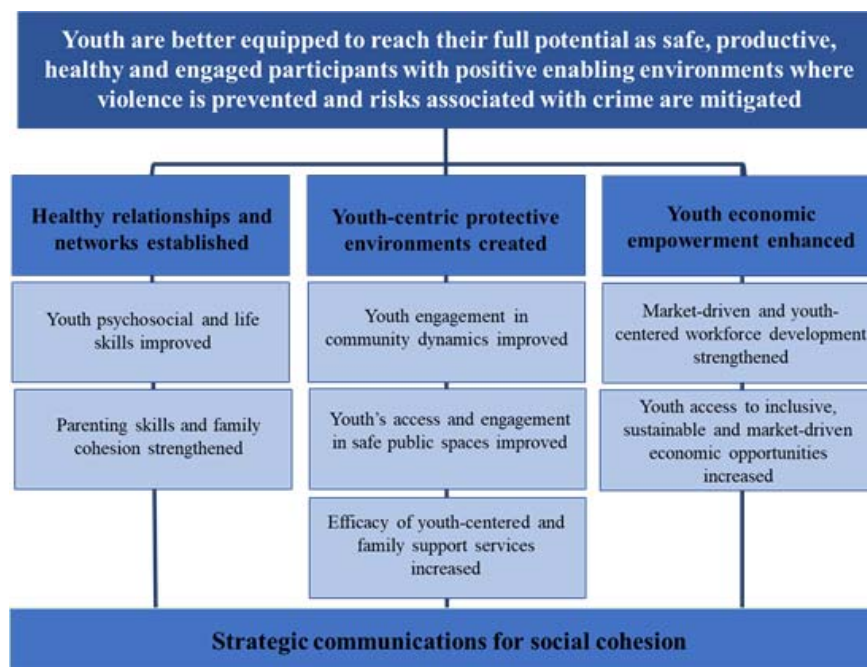 Youth are better equipped to reach their full potential as safe, productive,
healthy and engaged participants with positive enabling environments where
violence is prevented and risks associated with crime are mitigated
Healthy relationships and
networks established
Youth psychosocial and life
skills improved
Parenting skills and family
cohesion strengthened
Youth-centric protective
environments created
Youth engagement in
community dynamics improved
Youth's access and engagement
in safe public spaces improved
Efficacy of youth-centered and
family support services
increased
Youth economic
empowerment enhanced
Market-driven and youth-
centered workforce development
strengthened
Youth access to inclusive,
sustainable and market-driven
economic opportunities
increased
Strategic communications for social cohesion